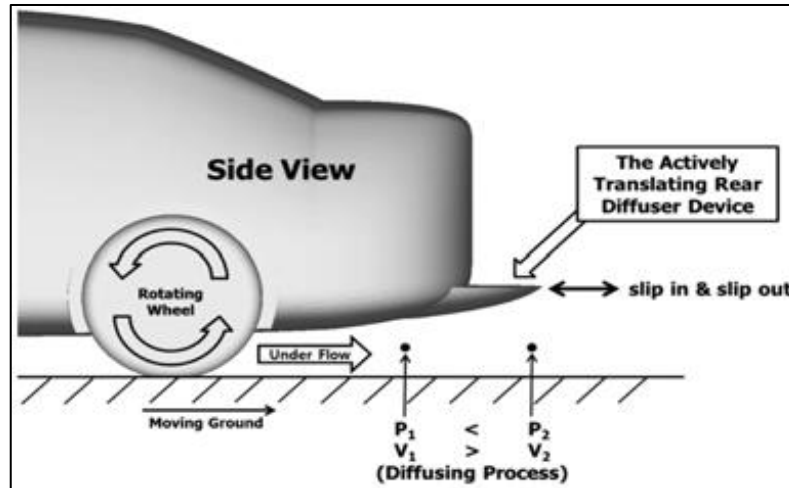 Side View
The Actively
Translating Rear
Diffuser Device
slip in & slip out
Rotating
Wheel
Under Flow
Moving Ground
P₁ < P₂
V₁ > V₂
(Diffusing Process)